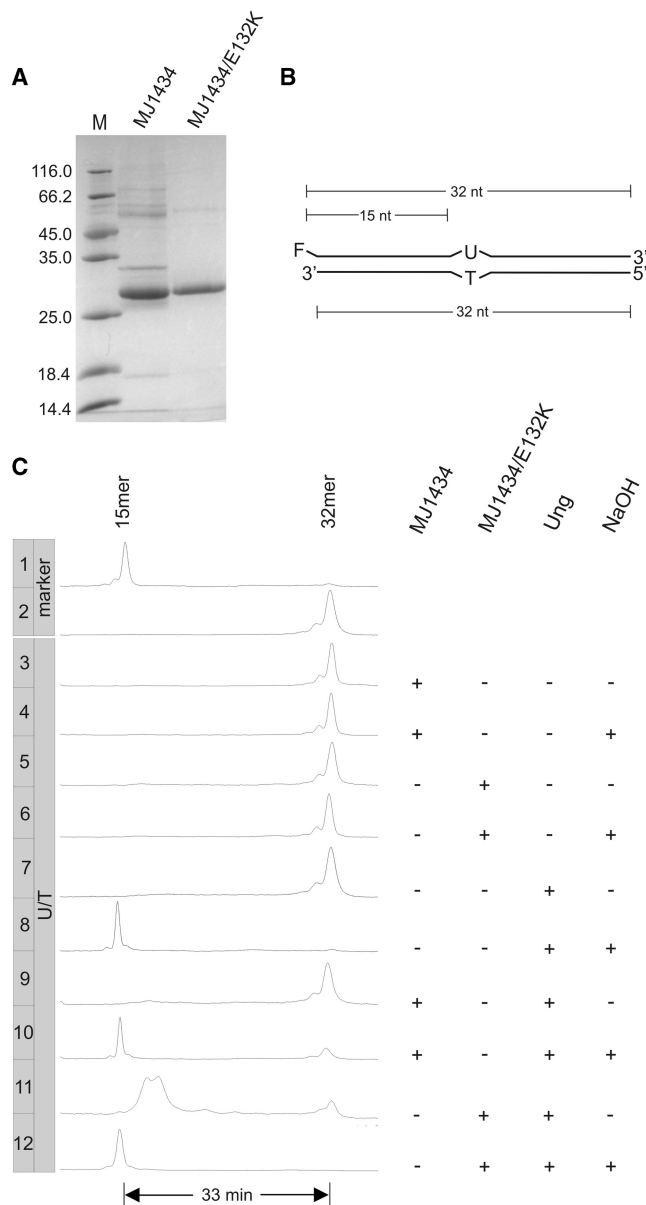 A
M
MJ1434
MJ1434/E132K
116.0
66.2
45.0
35.0
25.0
18.4
14.4
B
32 nt
15 nt
F
U
3'
3'
T
5'
32 nt
C
15mer
32mer
MJ1434
MJ1434/E132K
Ung
NaOH
marker
U/T
1
2
3 + - - -
4 + - - +
5 - + - -
6 - + - +
7 - - + -
8 - - + +
9 + - + -
10 + - + +
11 - + + -
12 - + + +
33 min